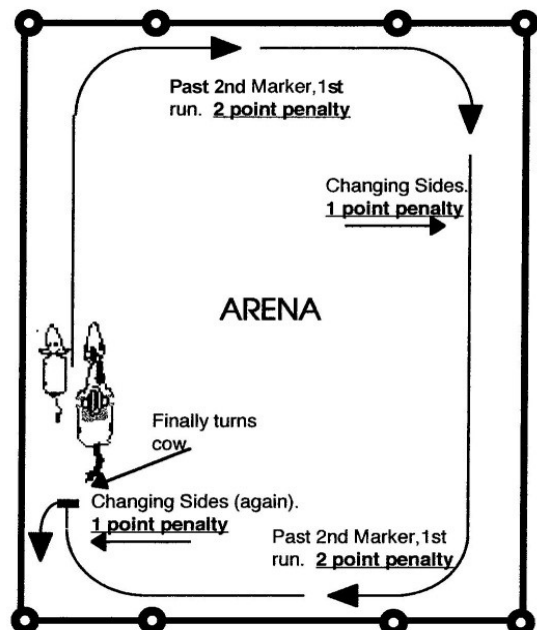 Past 2nd Marker,1st
run. 2 point penalty
Changing Sides.
1 point penalty
ARENA
Finally turns
cow
Changing Sides (again).
1 point penalty
Past 2nd Marker,1st
run. 2 point penalty